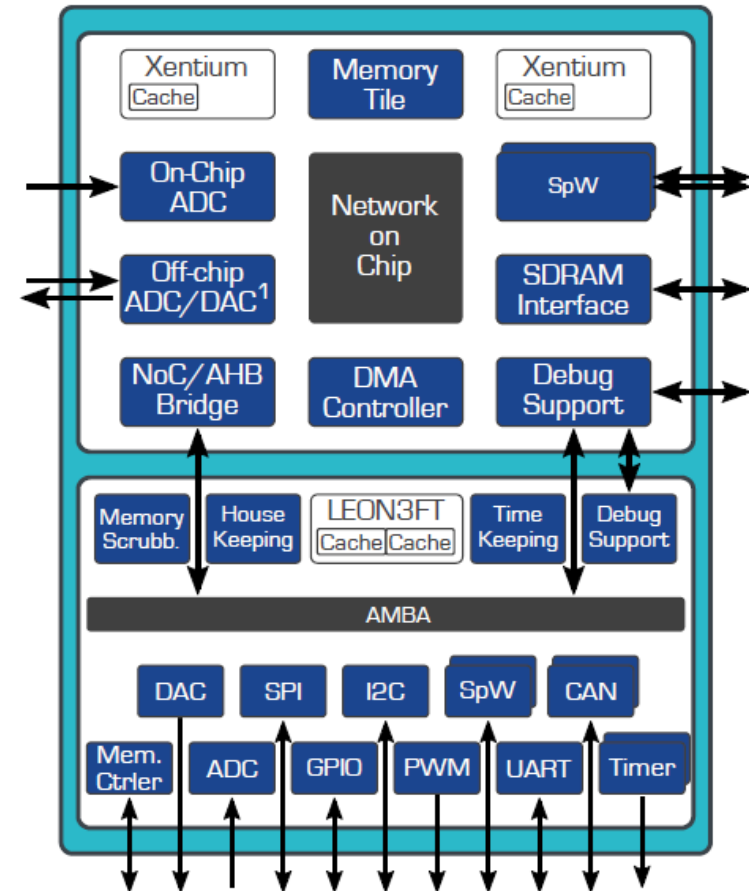 Xentium
Cache
Memory
Tile
Xentium
Cache
On-Chip
ADC
Network
on
Chip
SpW
Off-chip
ADC/DAC¹
SDRAM
Interface
NoC/AHB
Bridge
DMA
Controller
Debug
Support
Memory
Scrubb.
House
Keeping
LEON3FT
Cache Cache
Time
Keeping
Debug
Support
AMBA
DAC
SPI
I2C
SpW
CAN
Mem.
Ctrler
ADC
GPIO
PWM
UART
Timer